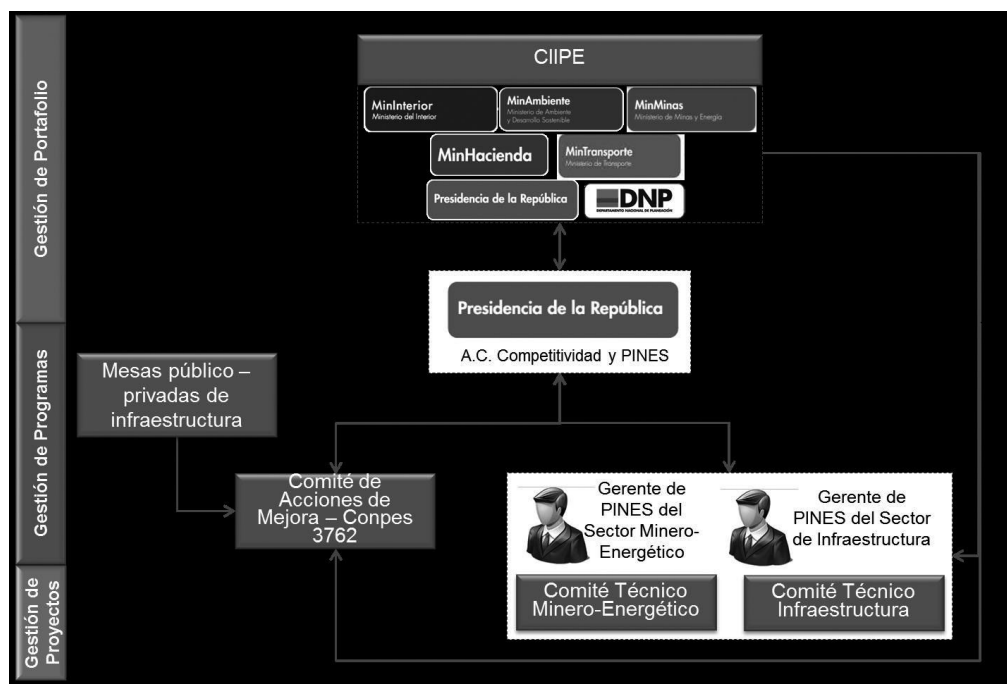 CIIPE
MinInterior
Ministerio del Interior
MinAmbiente
Ministerio de Ambiente
y Desarrollo Sostenible
MinMinas
Ministerio de Minas y Energía
MinHacienda
MinTransporte
Ministerio de Transporte
Presidencia de la República
DNP
DEPARTAMENTO NACIONAL DE PLANEACIÓN
Gestión de Portafolio
Presidencia de la República
A.C. Competitividad y PINES
Gestión de Programas
Mesas público –
privadas de
infraestructura
Comité de
Acciones de
Mejora – Conpes
3762
Gerente de
PINES del
Sector Minero-
Energético
Gerente de
PINES del Sector
de Infraestructura
Gestión de
Proyectos
Comité Técnico
Minero-Energético
Comité Técnico
Infraestructura